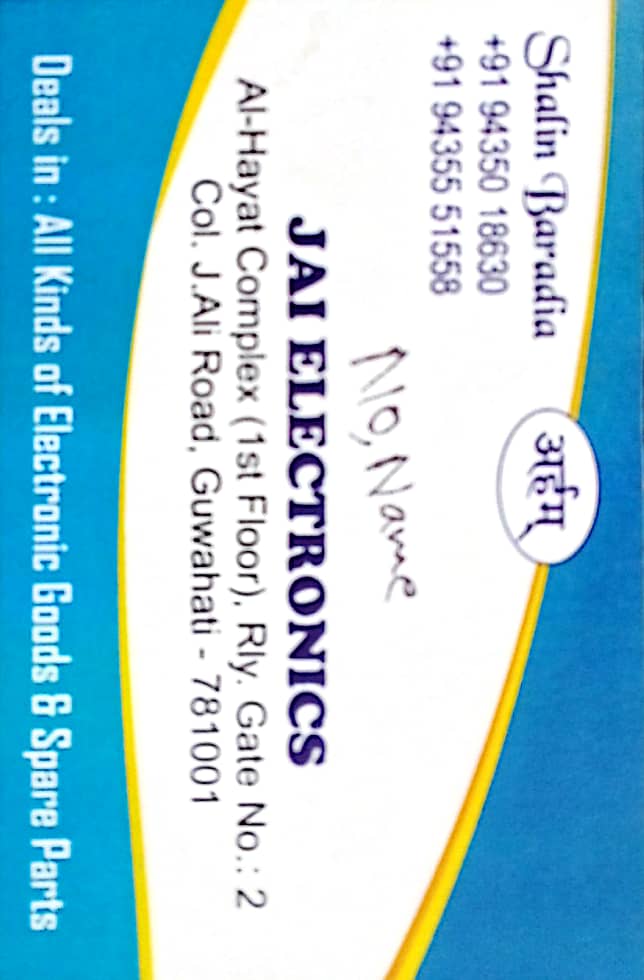 अर्हम्
Shalin Baradia
+91 94350 18630
+91 94355 51558
No, Name
JAI ELECTRONICS
Al-Hayat Complex (1st Floor), Rly. Gate No.: 2
Col. J.Ali Road, Guwahati - 781001
Deals in : All Kinds of Electronic Goods & Spare Parts